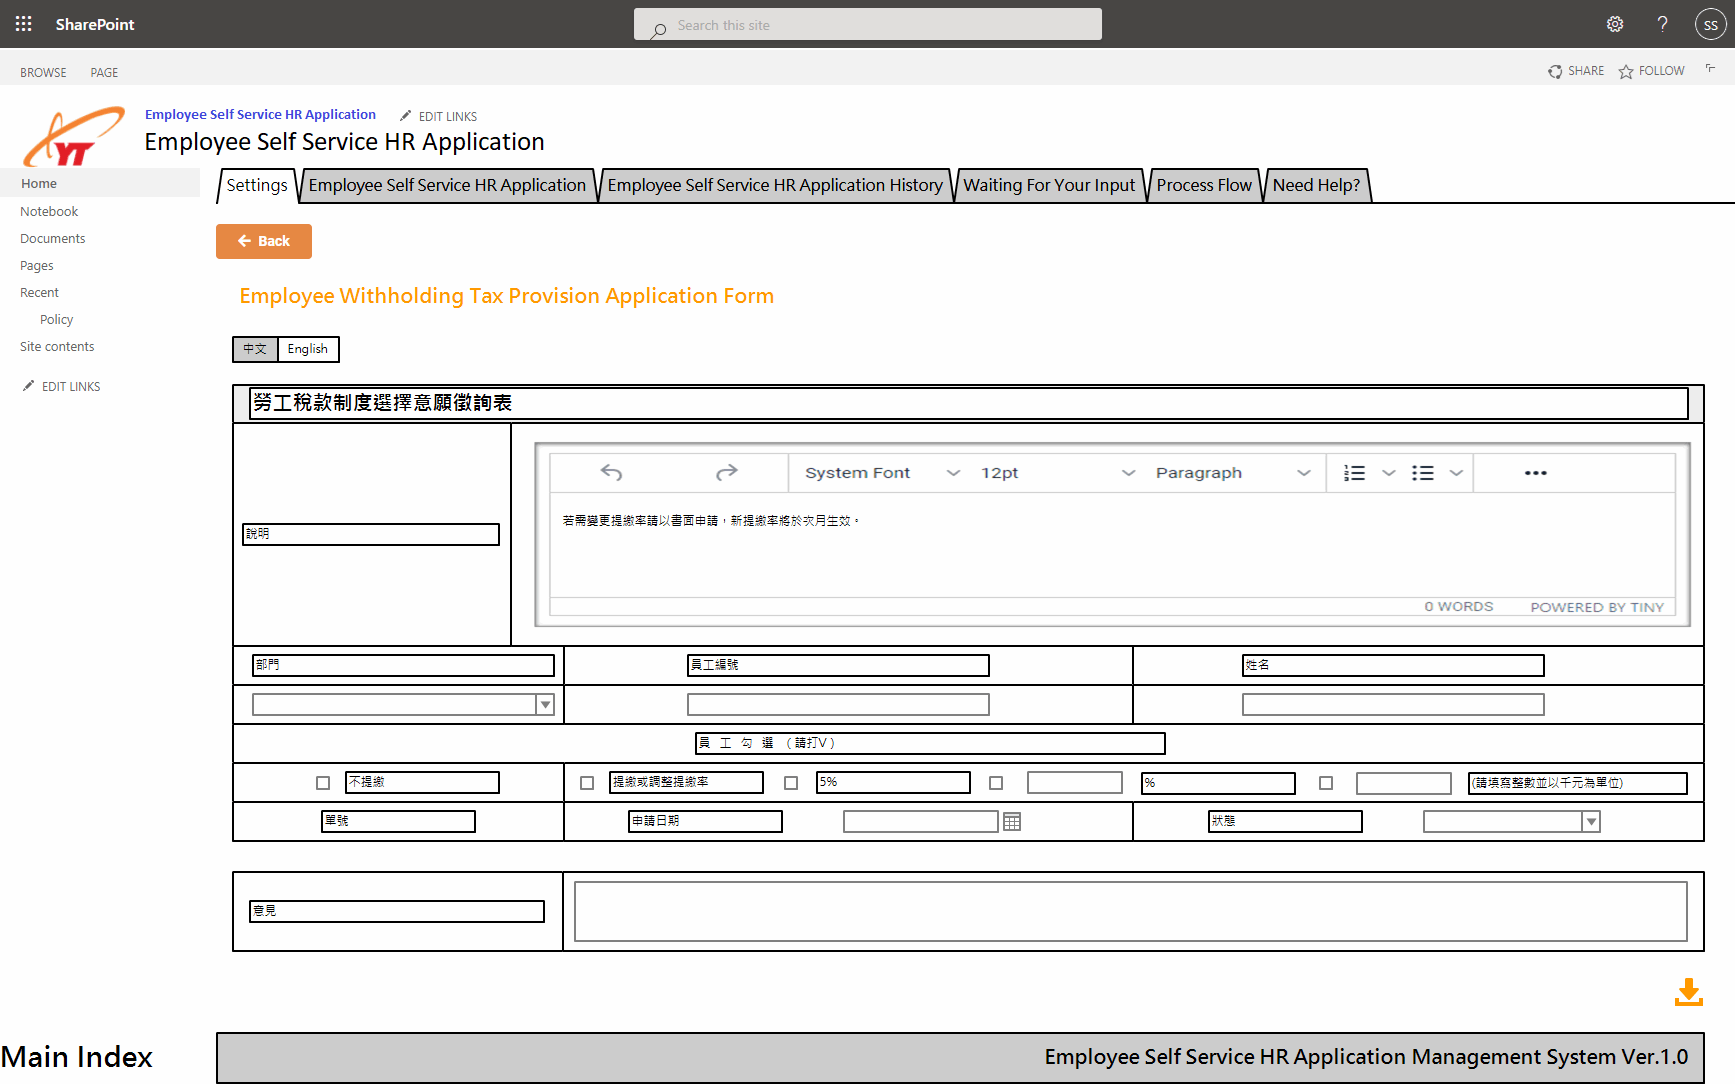 SharePoint
Search this site
?
SS
BROWSE
PAGE
SHARE
FOLLOW
YT
Employee Self Service HR Application
EDIT LINKS
Employee Self Service HR Application
Home
Notebook
Documents
Pages
Recent
Policy
Site contents
EDIT LINKS
Settings
Employee Self Service HR Application
Employee Self Service HR Application History
Waiting For Your Input
Process Flow
Need Help?
Back
Employee Withholding Tax Provision Application Form
中文
English
勞工稅款制度選擇意願徵詢表
說明
System Font
12pt
Paragraph
若需變更提繳率請以書面申請，新提繳率將於次月生效。
0 WORDS
POWERED BY TINY
部門
員工編號
姓名
員 工 勾 選 （請打V）
不提繳
提繳或調整提繳率
5%
%
(請填寫整數並以千元為單位)
單號
申請日期
狀態
意見
Main Index
Employee Self Service HR Application Management System Ver.1.0